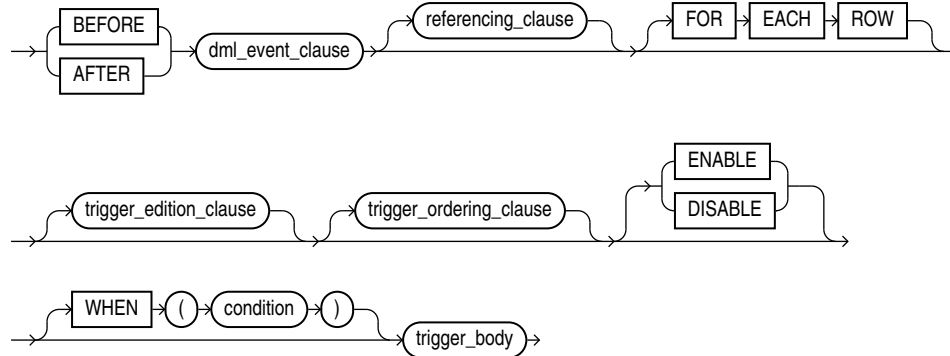 BEFORE
AFTER
dml_event_clause
referencing_clause
FOR EACH ROW
trigger_edition_clause
trigger_ordering_clause
ENABLE
DISABLE
WHEN ( condition )
trigger_body